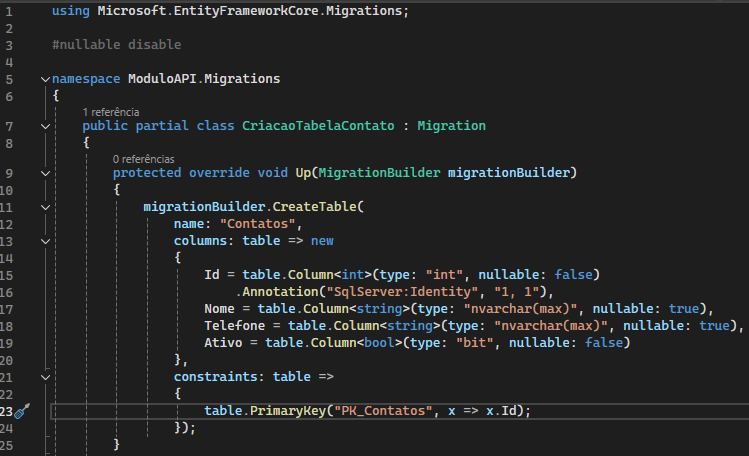 1 using Microsoft.EntityFrameworkCore.Migrations;
2
3 #nullable disable
4
5 namespace ModuloAPI.Migrations
6 {
1 referência
7 public partial class CriacaoTabelaContato : Migration
8 {
0 referências
9 protected override void Up(MigrationBuilder migrationBuilder)
10 {
11 migrationBuilder.CreateTable(
12 name: "Contatos",
13 columns: table => new
14 {
15 Id = table.Column<int>(type: "int", nullable: false)
16 .Annotation("SqlServer:Identity", "1, 1"),
17 Nome = table.Column<string>(type: "nvarchar(max)", nullable: true),
18 Telefone = table.Column<string>(type: "nvarchar(max)", nullable: true),
19 Ativo = table.Column<bool>(type: "bit", nullable: false)
20 },
21 constraints: table =>
22 {
23 table.PrimaryKey("PK_Contatos", x => x.Id);
24 });
25 }